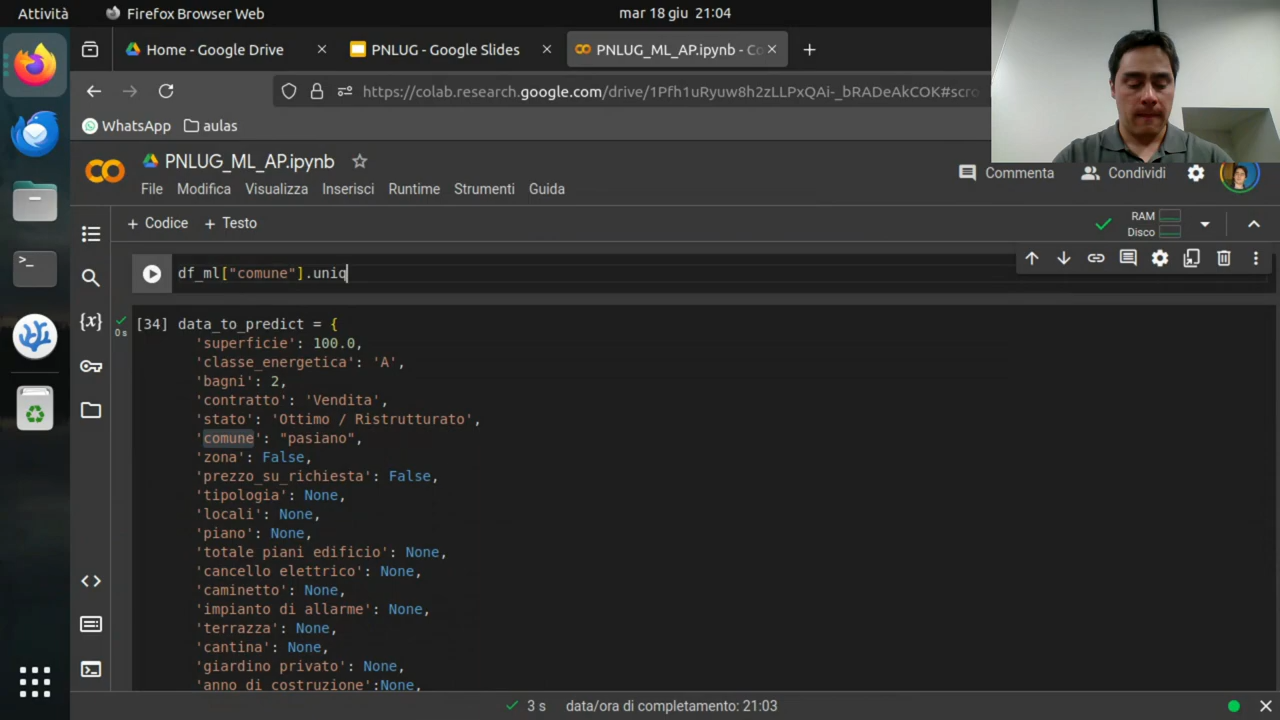 Attività
Firefox Browser Web
mar 18 giu 21:04
Home - Google Drive
PNLUG - Google Slides
PNLUG_ML_AP.ipynb - Co
https://colab.research.google.com/drive/1Pfh1uRyuw8h2zLLPxQAi-_bRADeAkCOK#scro
WhatsApp
aulas
PNLUG_ML_AP.ipynb
Commenta
Condividi
File Modifica Visualizza Inserisci Runtime Strumenti Guida
+ Codice + Testo
RAM
Disco
df_ml["comune"].uniq
{x}
0 s
[34] data_to_predict = {
'superficie': 100.0,
'classe_energetica': 'A',
'bagni': 2,
'contratto': 'Vendita',
'stato': 'Ottimo / Ristrutturato',
'comune': "pasiano",
'zona': False,
'prezzo_su_richiesta': False,
'tipologia': None,
'locali': None,
'piano': None,
'totale piani edificio': None,
'cancello elettrico': None,
'caminetto': None,
'impianto di allarme': None,
'terrazza': None,
'cantina': None,
'giardino privato': None,
'anno di costruzione':None,
3 s data/ora di completamento: 21:03